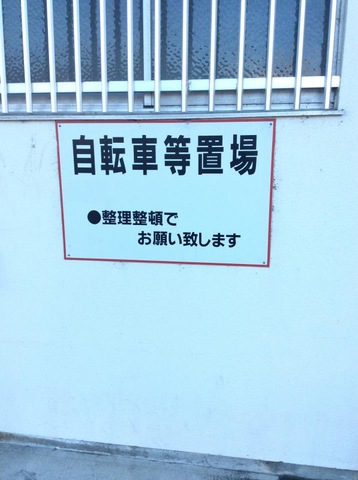 自転車等置場
●整理整頓で
お願い致します